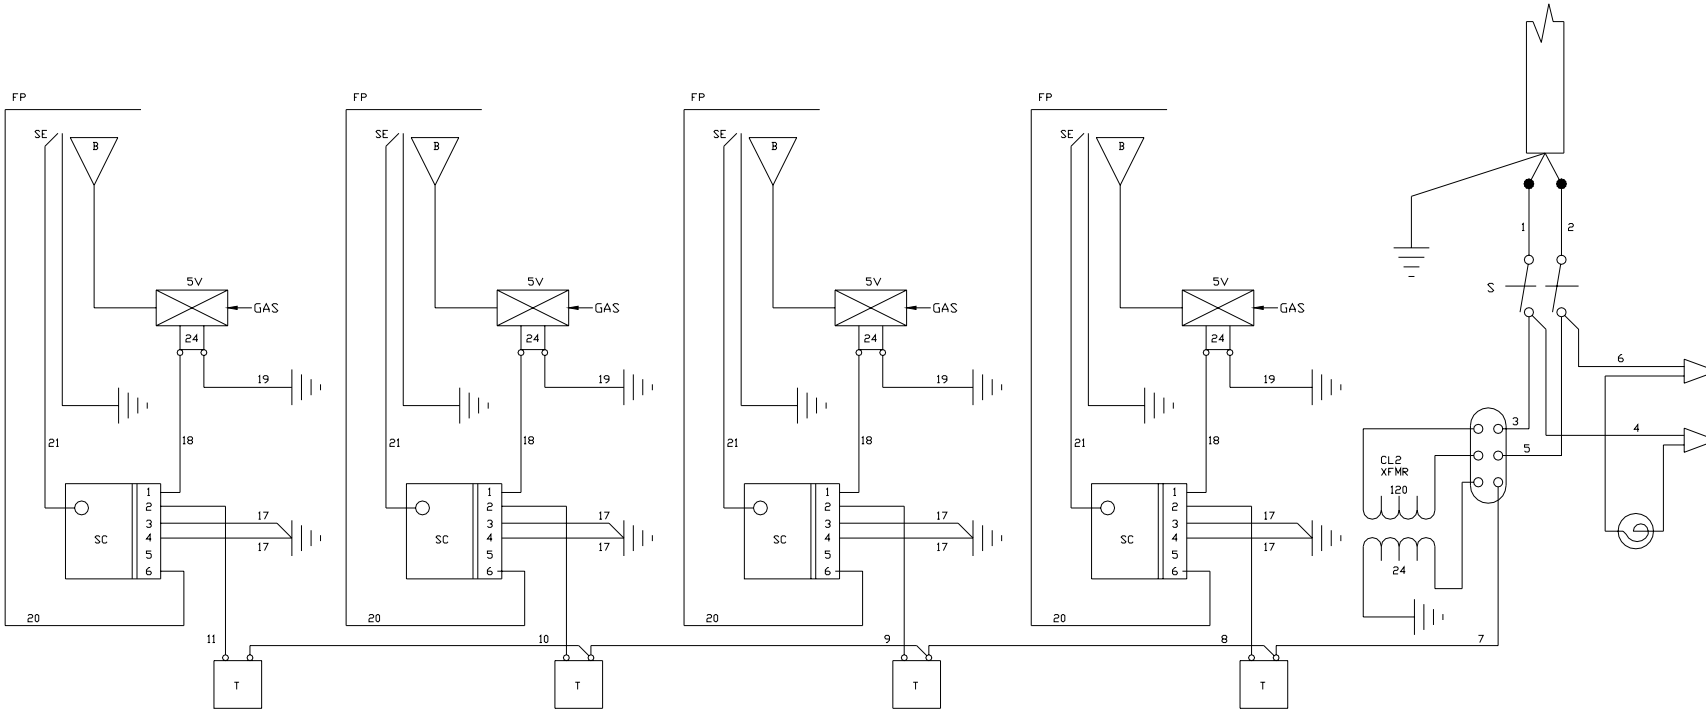 FP FP FP FP
SE B SE B SE B SE B
1 2
5V 5V 5V 5V
S
GAS GAS GAS GAS
24 24 24 24
6
19 19 19 19
3 4
21 18 21 18 21 18 21 18
5
CL2
XFMR
120
1 1 1 1
2 2 2 2
17 17 17 17
3 3 3 3
SC 4 SC 4 SC 4 SC 4
17 17 17 17
5 5 5 5
6 6 6 6
24
20 20 20 20
11 10 9 8 7
T T T T